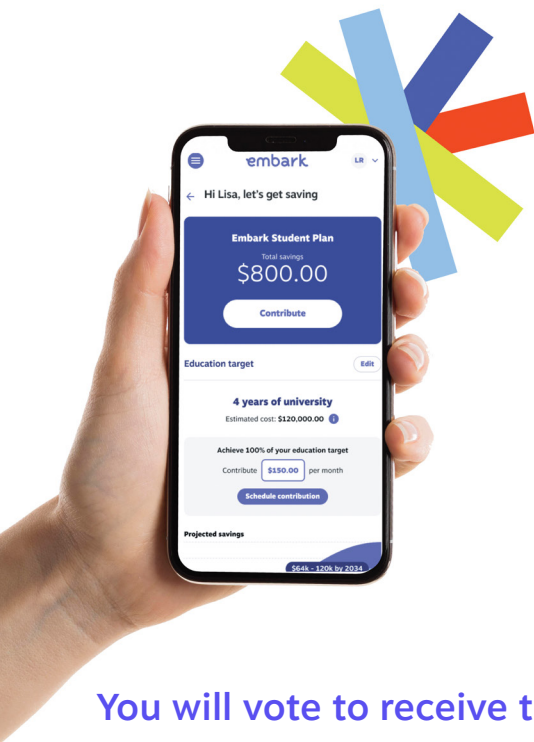 embark
LR
Hi Lisa, let's get saving
Embark Student Plan
Total savings
$800.00
Contribute
Education target
Edit
4 years of university
Estimated cost: $120,000.00 i
Achieve 100% of your education target
Contribute $150.00 per month
Schedule contribution
Projected savings
$64k - 120k by 2034
You will vote to receive t